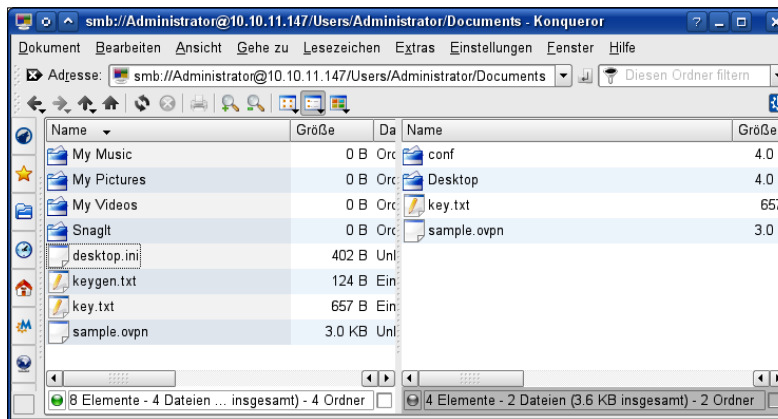 smb://Administrator@10.10.11.147/Users/Administrator/Documents - Konqueror
Dokument Bearbeiten Ansicht Gehe zu Lesezeichen Extras Einstellungen Fenster Hilfe
Adresse: smb://Administrator@10.10.11.147/Users/Administrator/Documents Diesen Ordner filtern
Name Größe Da Name Größe
My Music 0 B Ord conf 4.0
My Pictures 0 B Ord Desktop 4.0
My Videos 0 B Ord key.txt 657
SnagIt 0 B Ord sample.ovpn 3.0
desktop.ini 402 B Unl
keygen.txt 124 B Ein
key.txt 657 B Ein
sample.ovpn 3.0 KB Unl
8 Elemente - 4 Dateien ... insgesamt) - 4 Ordner 4 Elemente - 2 Dateien (3.6 KB insgesamt) - 2 Ordner